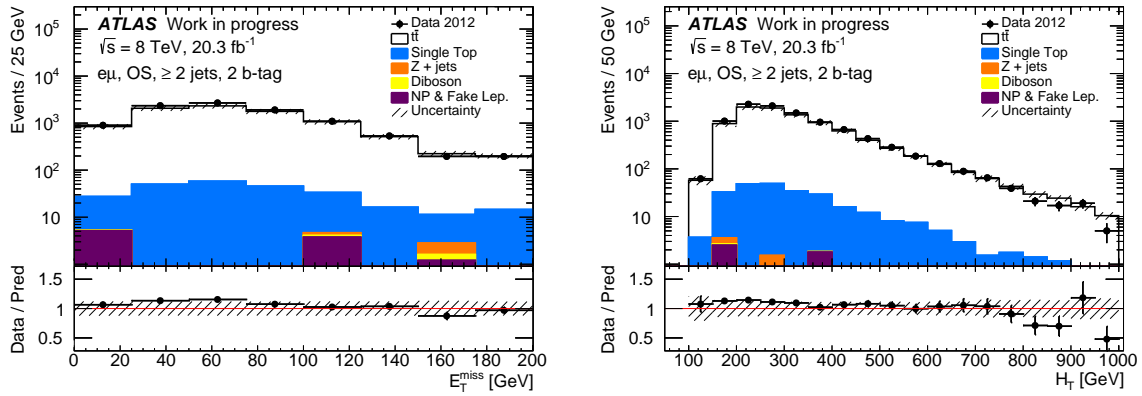 ATLAS Work in progress
√s = 8 TeV, 20.3 fb⁻¹
eμ, OS, ≥ 2 jets, 2 b-tag
Data 2012
tt̄
Single Top
Z + jets
Diboson
NP & Fake Lep.
Uncertainty
Events / 25 GeV
10⁵
10⁴
10³
10²
10
Data / Pred
1.5
1
0.5
0 20 40 60 80 100 120 140 160 180 200
E_T^miss [GeV]
ATLAS Work in progress
√s = 8 TeV, 20.3 fb⁻¹
eμ, OS, ≥ 2 jets, 2 b-tag
Data 2012
tt̄
Single Top
Z + jets
Diboson
NP & Fake Lep.
Uncertainty
Events / 50 GeV
10⁵
10⁴
10³
10²
10
Data / Pred
1.5
1
0.5
100 200 300 400 500 600 700 800 900 1000
H_T [GeV]